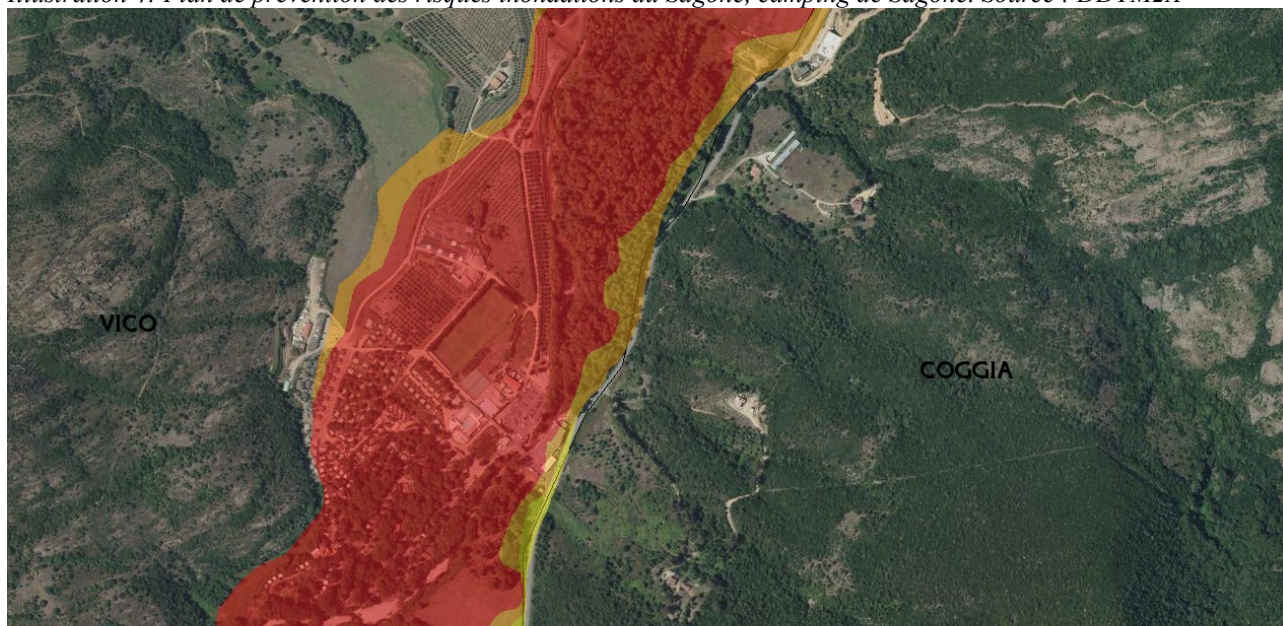 Illustration 4: Plan de prévention des risques inondations du Sagone, camping de Sagone. Source : DDTM2A
VICO
COGGIA